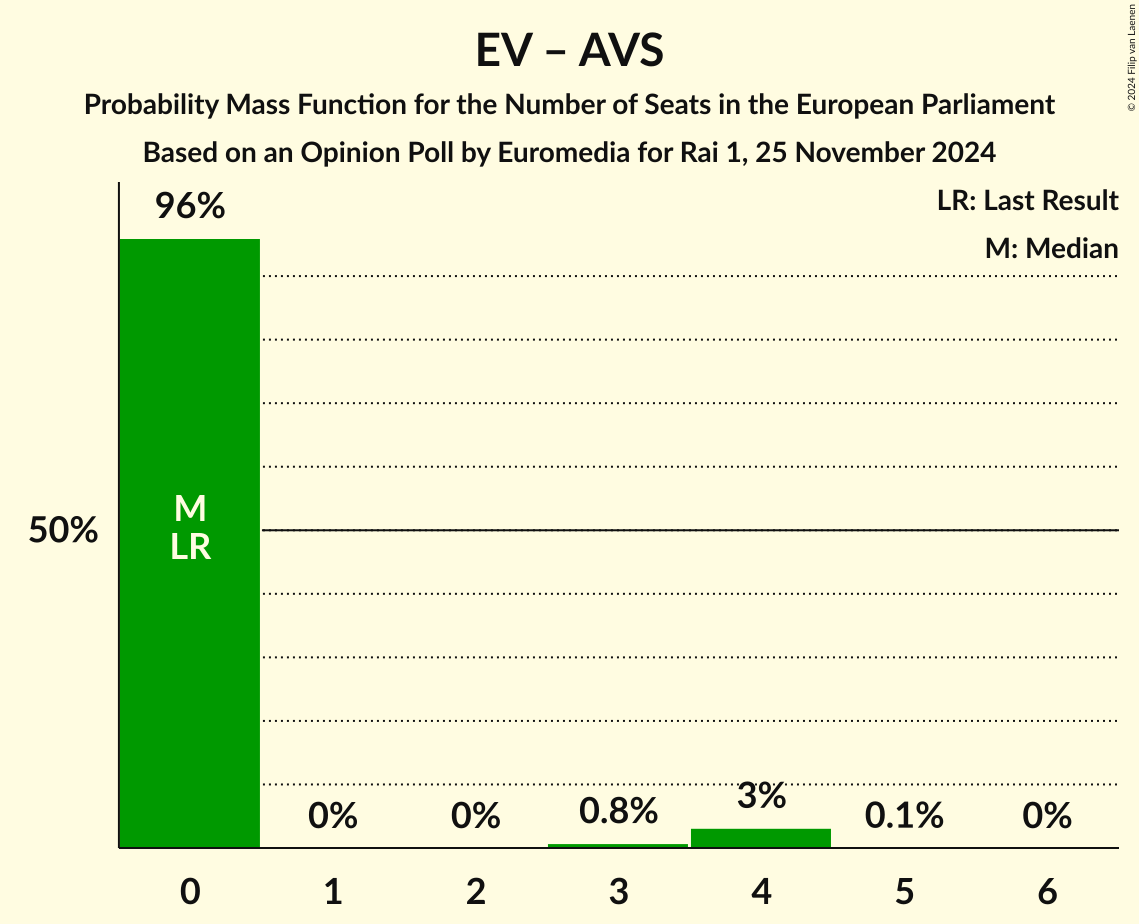 EV – AVS
Probability Mass Function for the Number of Seats in the European Parliament
Based on an Opinion Poll by Euromedia for Rai 1, 25 November 2024
© 2024 Filip van Laenen
LR: Last Result
M: Median
96%
50%
M
LR
0%
0%
0.8%
3%
0.1%
0%
0
1
2
3
4
5
6